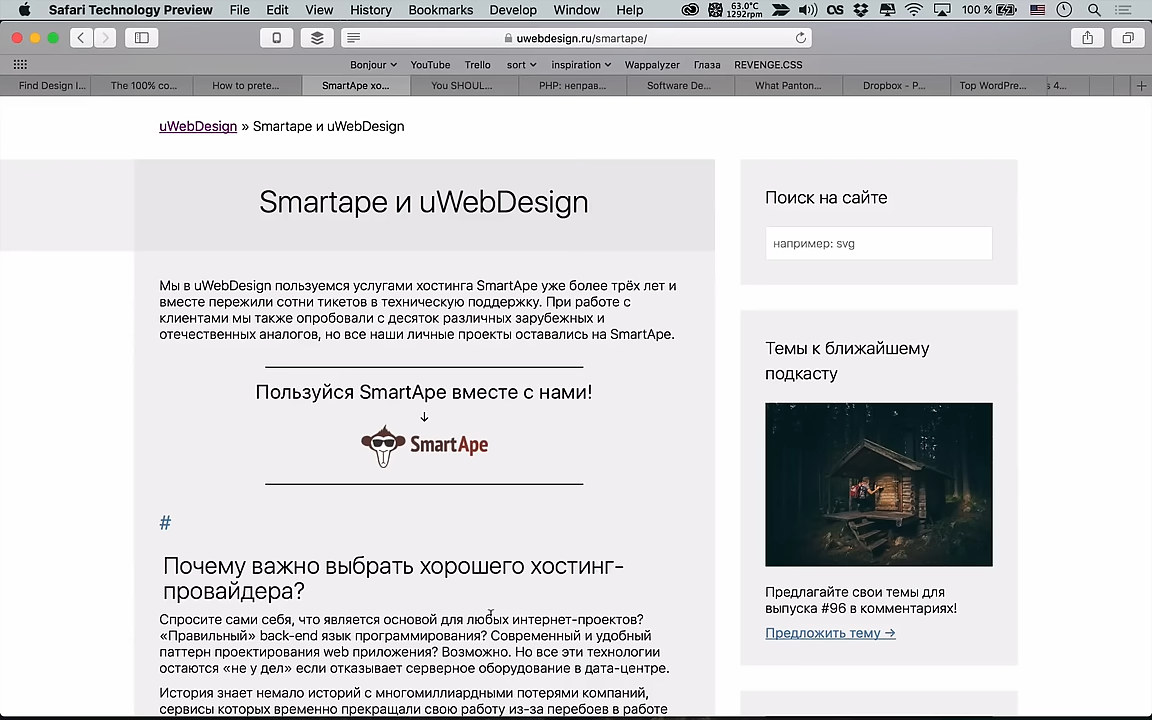 Safari Technology Preview File Edit View History Bookmarks Develop Window Help 63.0°C 1292rpm 100 %
uwebdesign.ru/smartape/
Bonjour YouTube Trello sort inspiration Wappalyzer Глаза REVENGE.CSS
Find Design I... The 100% co... How to prete... SmartApe хо... You SHOUL... PHP: неправ... Software De... What Panton... Dropbox - P... Top WordPre... s 4...
uWebDesign » Smartape и uWebDesign
Smartape и uWebDesign
Мы в uWebDesign пользуемся услугами хостинга SmartApe уже более трёх лет и
вместе пережили сотни тикетов в техническую поддержку. При работе с
клиентами мы также опробовали с десяток различных зарубежных и
отечественных аналогов, но все наши личные проекты оставались на SmartApe.
Пользуйся SmartApe вместе с нами!
↓
SmartApe
#
Почему важно выбрать хорошего хостинг-
провайдера?
Спросите сами себя, что является основой для любых интернет-проектов?
«Правильный» back-end язык программирования? Современный и удобный
паттерн проектирования web приложения? Возможно. Но все эти технологии
остаются «не у дел» если отказывает серверное оборудование в дата-центре.
История знает немало историй с многомиллиардными потерями компаний,
сервисы которых временно прекращали свою работу из-за перебоев в работе
Поиск на сайте
например: svg
Темы к ближайшему
подкасту
Предлагайте свои темы для
выпуска #96 в комментариях!
Предложить тему →